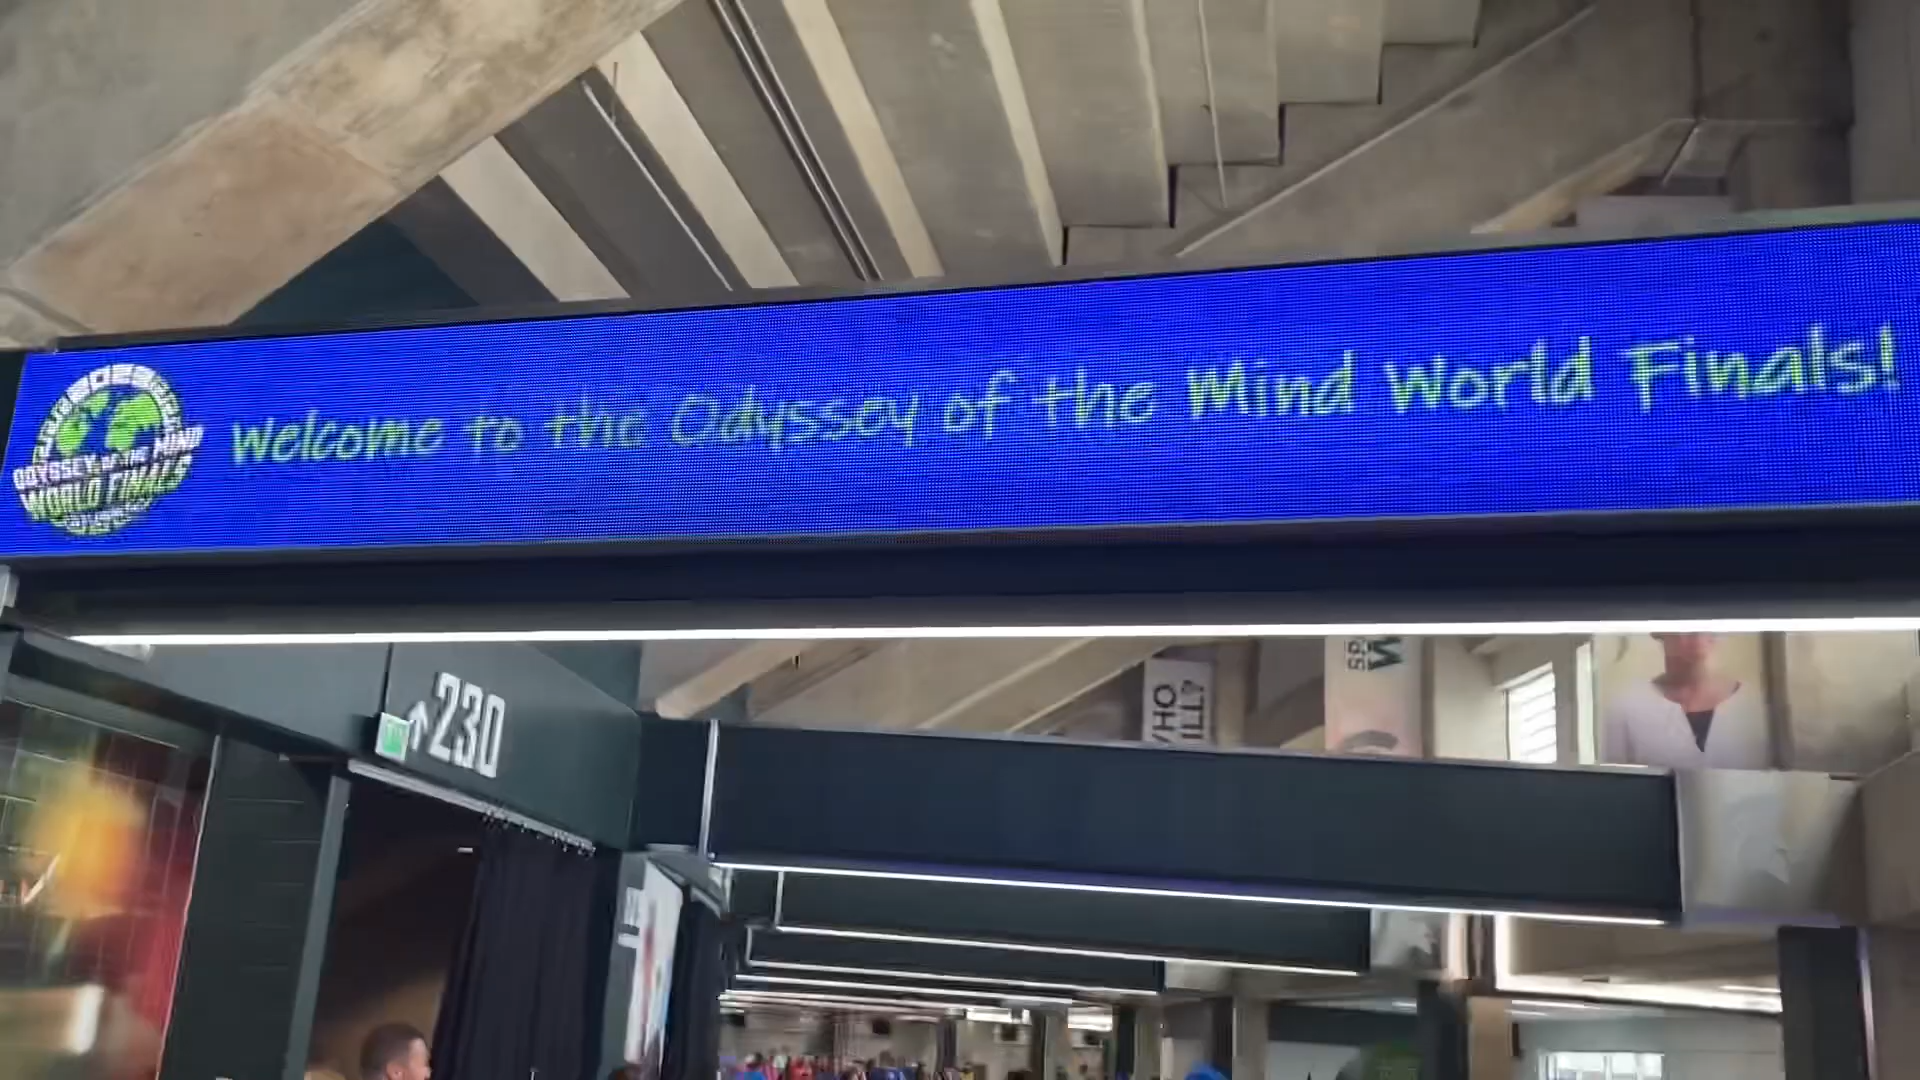 Welcome to the Odyssey of the Mind World Finals!
ODYSSEY OF THE MIND
WORLD FINALS
230